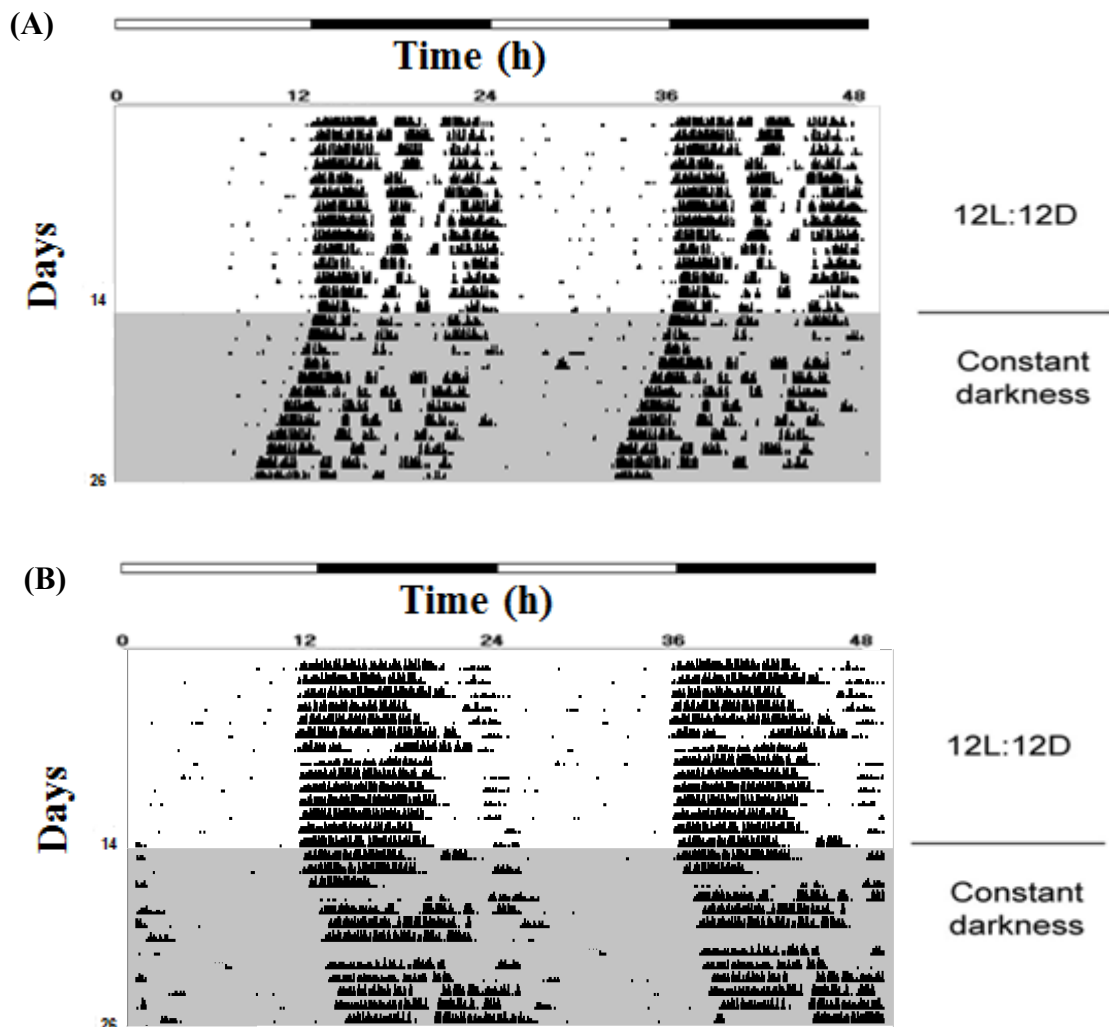 (A)
Time (h)
0 12 24 36 48
Days
12L:12D
14
Constant
darkness
26
(B)
Time (h)
0 12 24 36 48
Days
12L:12D
14
Constant
darkness
26